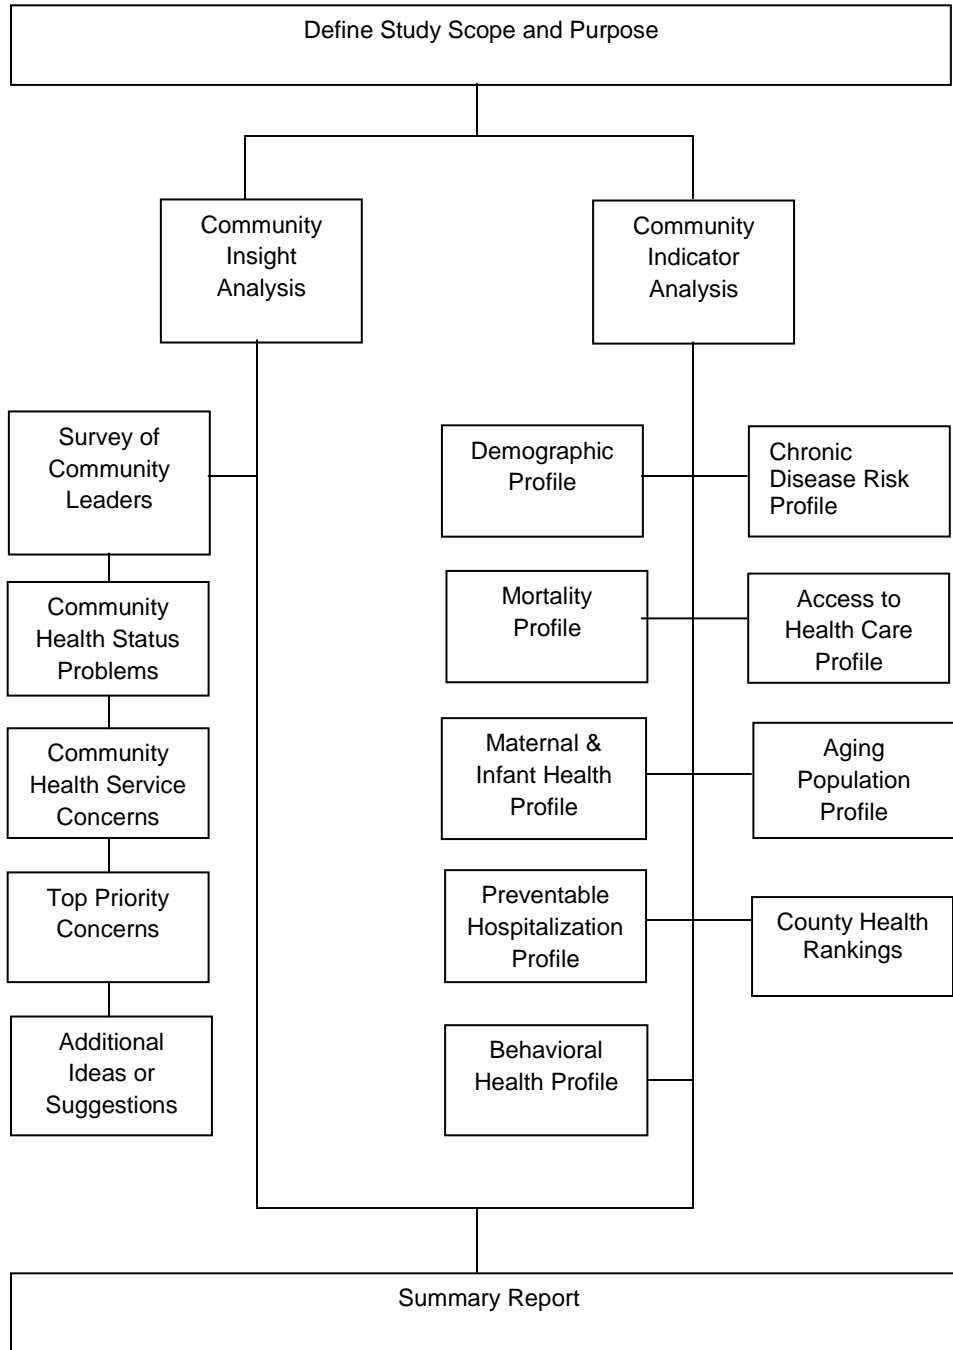 Define Study Scope and Purpose
Community
Insight
Analysis
Community
Indicator
Analysis
Survey of
Community
Leaders
Community
Health Status
Problems
Community
Health Service
Concerns
Top Priority
Concerns
Additional
Ideas or
Suggestions
Demographic
Profile
Chronic
Disease Risk
Profile
Mortality
Profile
Access to
Health Care
Profile
Maternal &
Infant Health
Profile
Aging
Population
Profile
Preventable
Hospitalization
Profile
County Health
Rankings
Behavioral
Health Profile
Summary Report